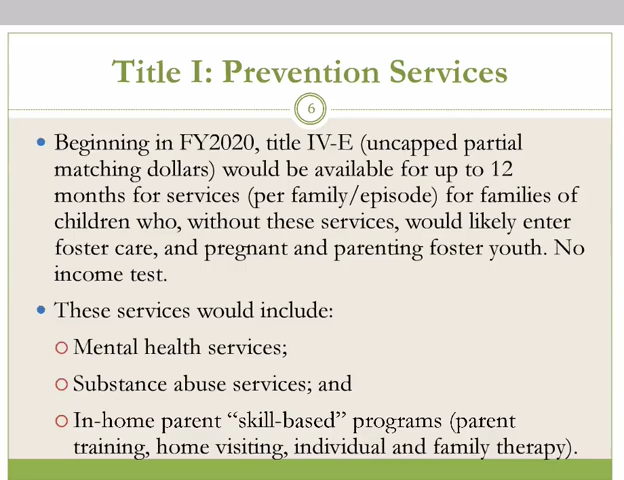 Title I: Prevention Services
6
Beginning in FY2020, title IV-E (uncapped partial
matching dollars) would be available for up to 12
months for services (per family/episode) for families of
children who, without these services, would likely enter
foster care, and pregnant and parenting foster youth. No
income test.
These services would include:
Mental health services;
Substance abuse services; and
In-home parent “skill-based” programs (parent
training, home visiting, individual and family therapy).